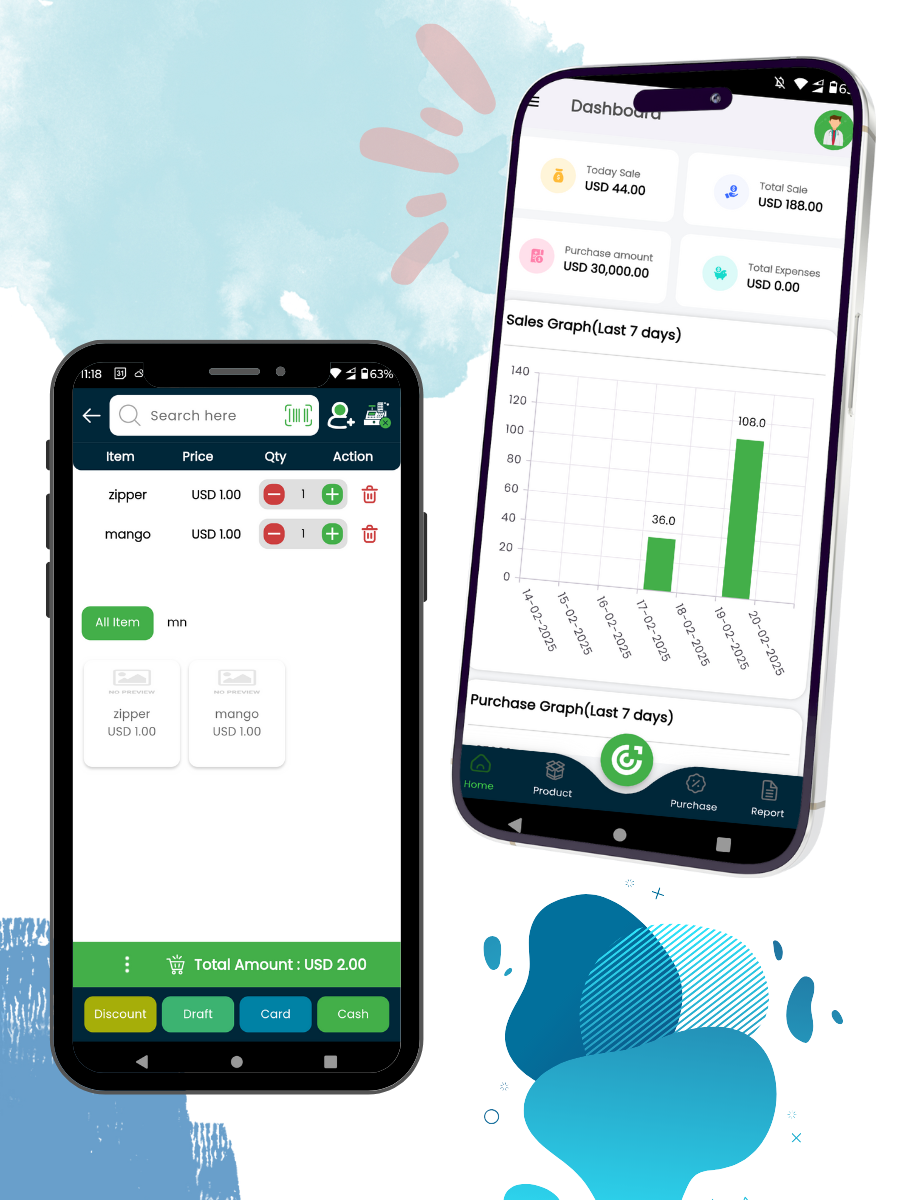 63
Dashboard
Today Sale
USD 44.00
Total Sale
USD 188.00
Purchase amount
USD 30,000.00
Total Expenses
USD 0.00
Sales Graph(Last 7 days)
140
120
100
80
60
40
20
0
36.0
108.0
14-02-2025
15-02-2025
16-02-2025
17-02-2025
18-02-2025
19-02-2025
20-02-2025
Purchase Graph(Last 7 days)
Home
Product
Purchase
Report
11:18
31
63%
Search here
Item Price Qty Action
zipper USD 1.00 1
mango USD 1.00 1
All Item mn
NO PREVIEW NO PREVIEW
zipper mango
USD 1.00 USD 1.00
Total Amount : USD 2.00
Discount Draft Card Cash